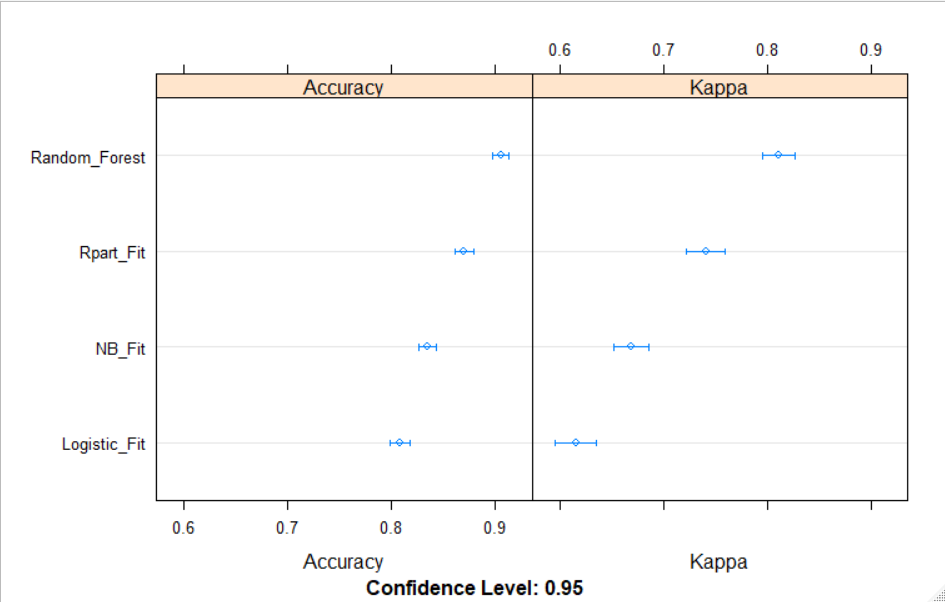 0.6 0.7 0.8 0.9
Accuracy Kappa
Random_Forest
Rpart_Fit
NB_Fit
Logistic_Fit
0.6 0.7 0.8 0.9
Accuracy Kappa
Confidence Level: 0.95